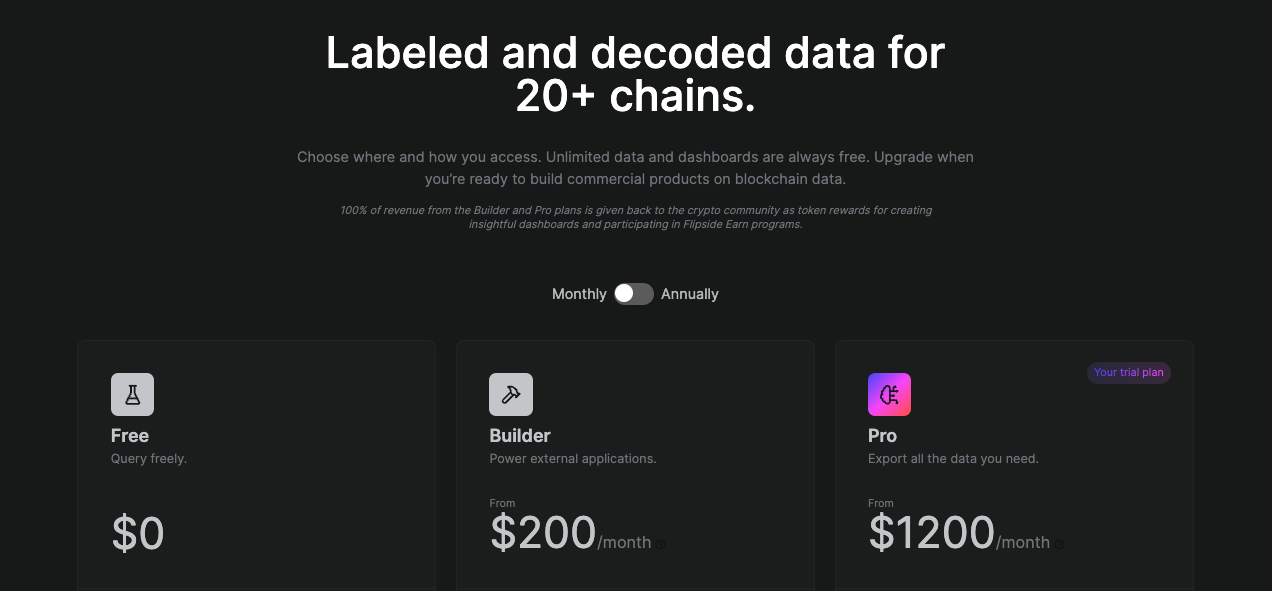 Labeled and decoded data for
20+ chains.
Choose where and how you access. Unlimited data and dashboards are always free. Upgrade when
you're ready to build commercial products on blockchain data.
100% of revenue from the Builder and Pro plans is given back to the crypto community as token rewards for creating
insightful dashboards and participating in Flipside Earn programs.
Monthly Annually
Your trial plan
Free
Query freely.
$0
Builder
Power external applications.
From
$200/month
Pro
Export all the data you need.
From
$1200/month